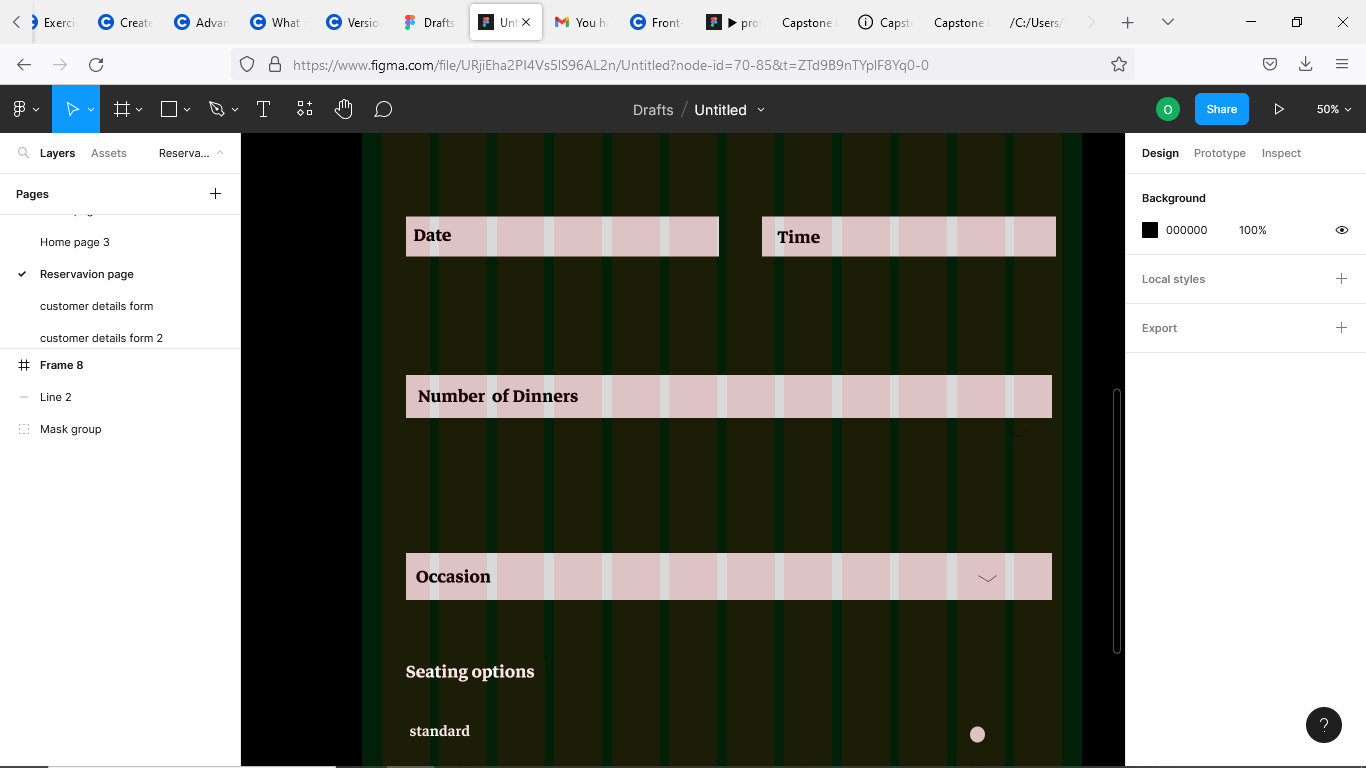 Exerci
Create
Advan
What i
Versio
Drafts
Unt
You ha
Front-
▶ pro
Capstone
Capst
Capstone
/C:/Users/
https://www.figma.com/file/URjiEha2PI4Vs5IS96AL2n/Untitled?node-id=70-85&t=ZTd9B9nTYpIF8Yq0-0
Drafts / Untitled
O
Share
50%
Layers
Assets
Reserva...
Design
Prototype
Inspect
Pages
Background
Home page 3
000000
100%
Reservavion page
Local styles
customer details form
Export
customer details form 2
Frame 8
Line 2
Mask group
Date
Time
Number of Dinners
Occasion
Seating options
standard
?